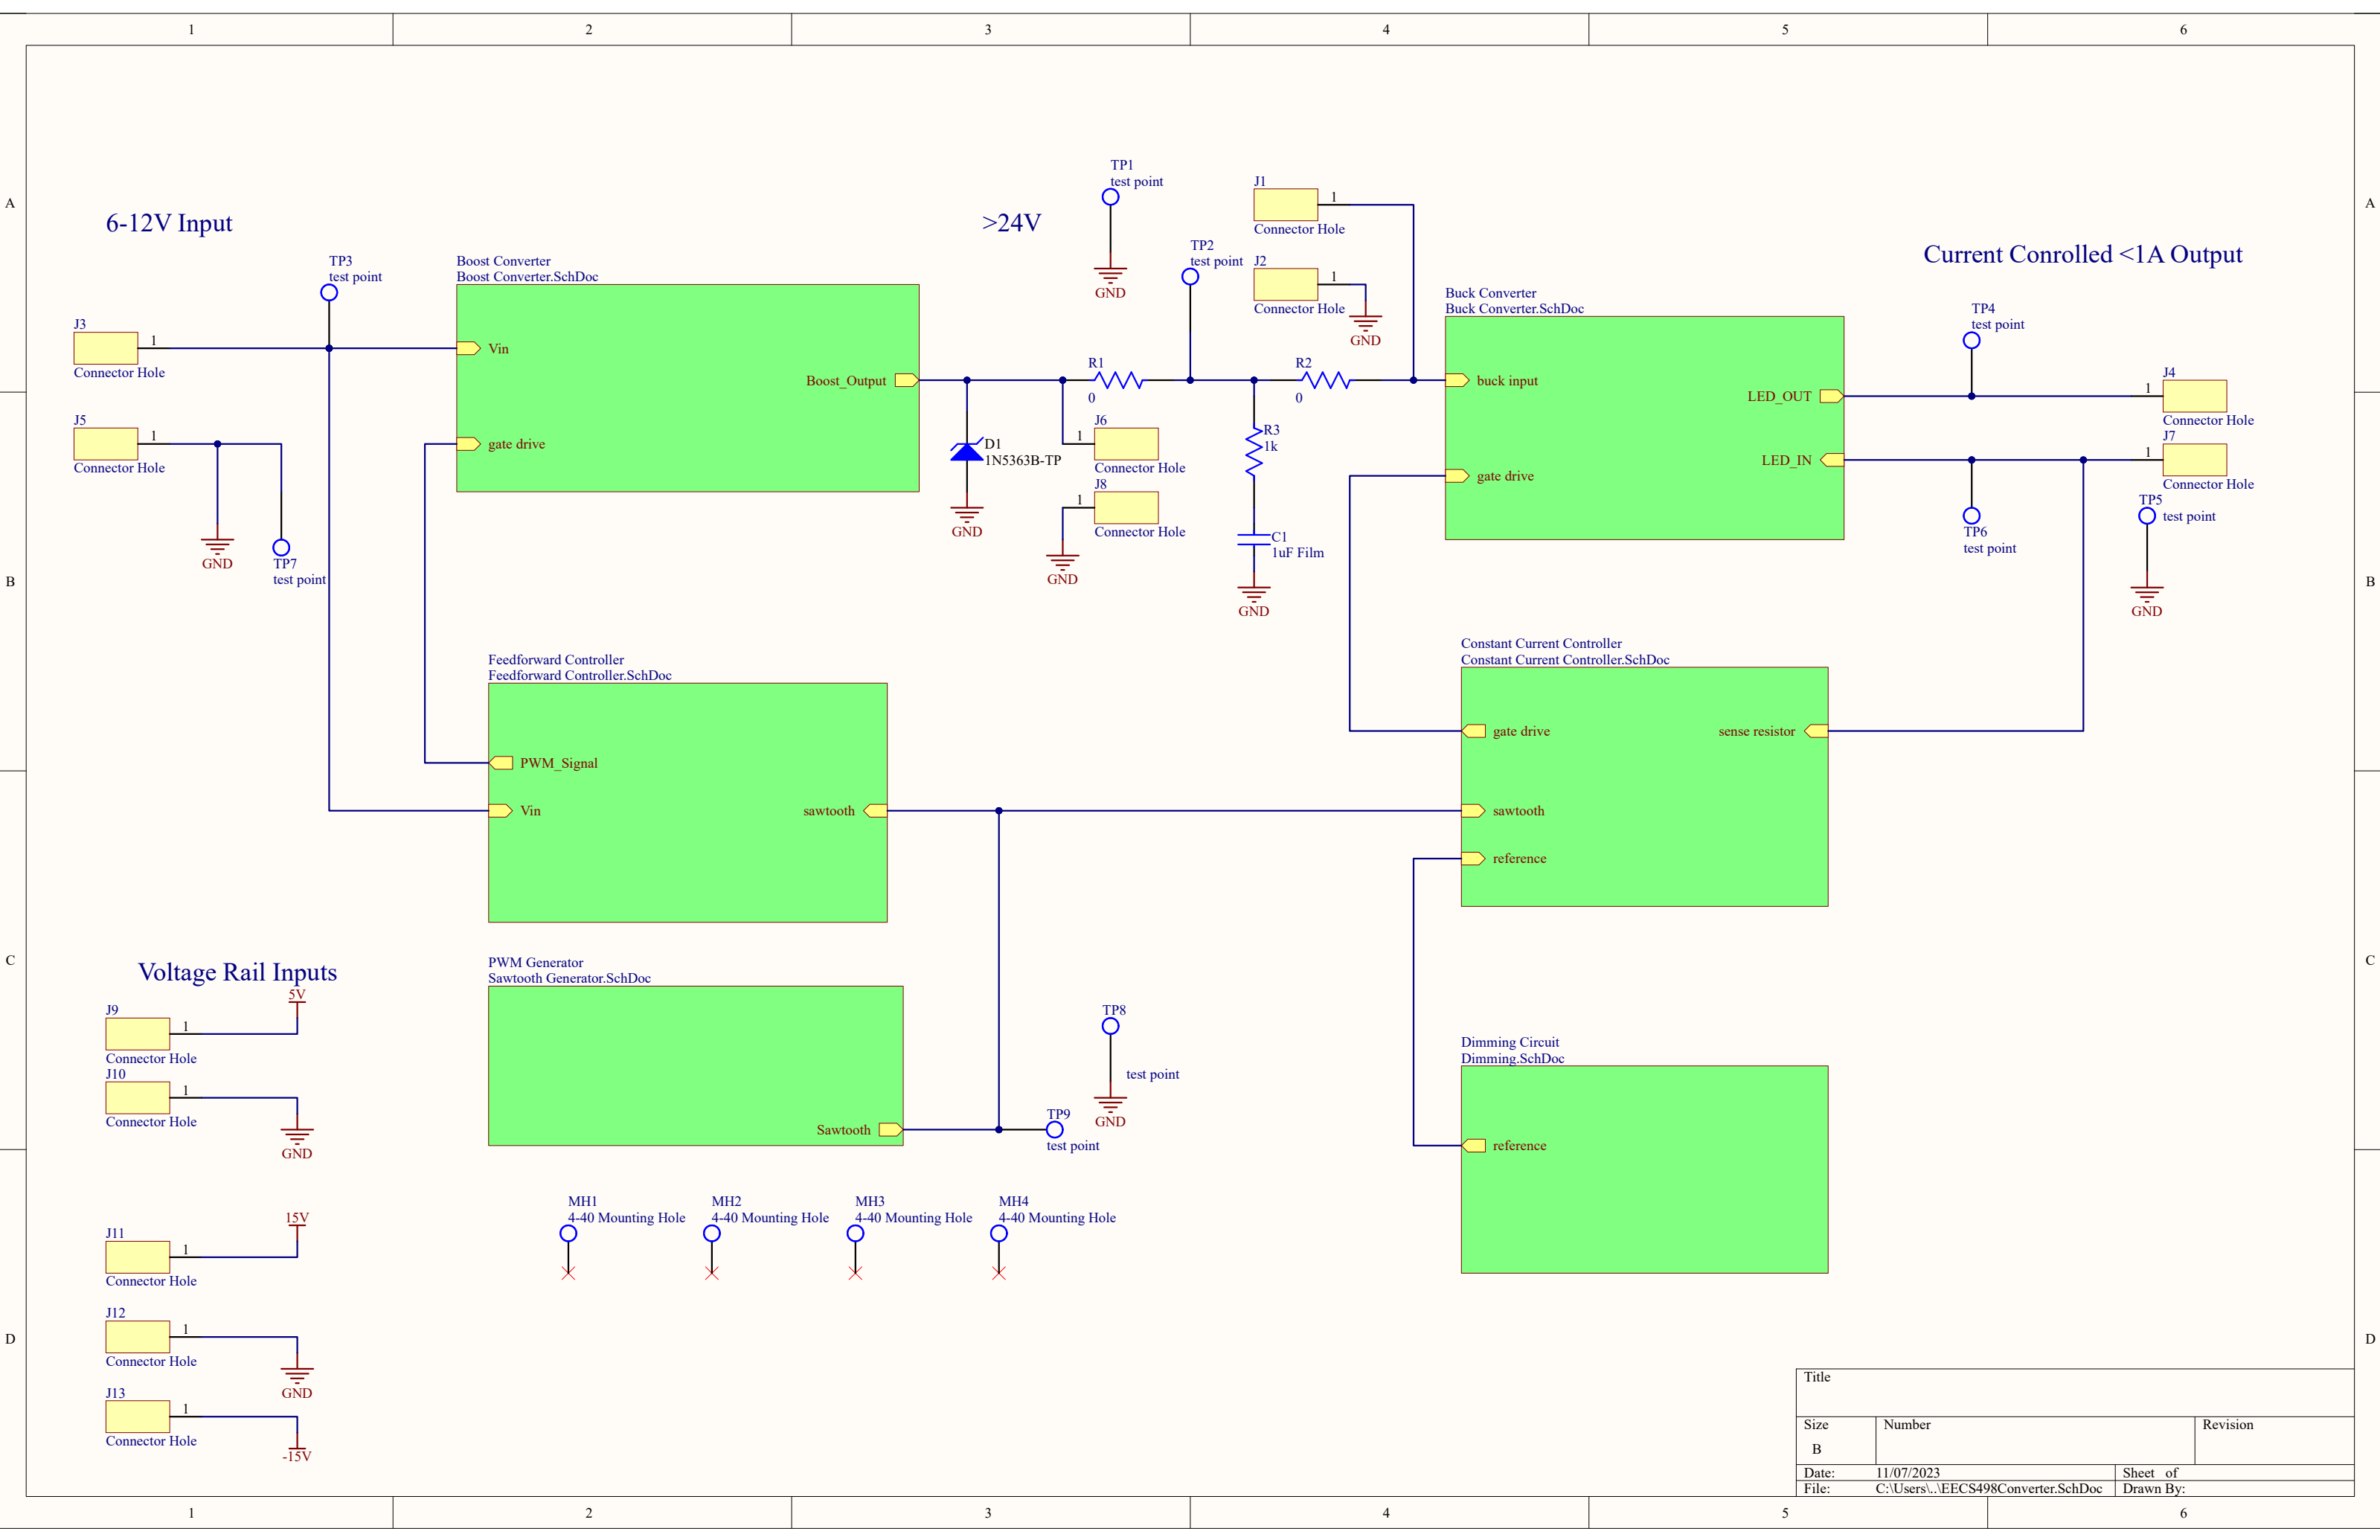 1 2 3 4 5 6
A
A
6-12V Input
>24V
Current Conrolled <1A Output
TP1
test point
J1
1
Connector Hole
TP2
test point
J2
1
Connector Hole
GND
GND
TP3
test point
Boost Converter
Boost Converter.SchDoc
J3
1
Connector Hole
Vin
Boost_Output
gate drive
J5
1
Connector Hole
GND
TP7
test point
R1
0
R2
0
D1
1N5363B-TP
GND
J6
1
Connector Hole
J8
1
Connector Hole
GND
R3
1k
C1
1uF Film
GND
Buck Converter
Buck Converter.SchDoc
buck input
LED_OUT
LED_IN
gate drive
TP4
test point
J4
1
Connector Hole
J7
1
Connector Hole
TP6
test point
TP5
test point
GND
B
B
Feedforward Controller
Feedforward Controller.SchDoc
PWM_Signal
Vin
sawtooth
Constant Current Controller
Constant Current Controller.SchDoc
gate drive
sense resistor
sawtooth
reference
C
C
Voltage Rail Inputs
5V
J9
1
Connector Hole
J10
1
Connector Hole
GND
PWM Generator
Sawtooth Generator.SchDoc
Sawtooth
TP8
test point
GND
TP9
test point
Dimming Circuit
Dimming.SchDoc
reference
MH1
4-40 Mounting Hole
MH2
4-40 Mounting Hole
MH3
4-40 Mounting Hole
MH4
4-40 Mounting Hole
15V
J11
1
Connector Hole
J12
1
Connector Hole
GND
J13
1
Connector Hole
-15V
D
D
Title
Size
B
Number
Revision
Date: 11/07/2023
Sheet of
File: C:\Users\..\EECS498Converter.SchDoc
Drawn By:
1 2 3 4 5 6